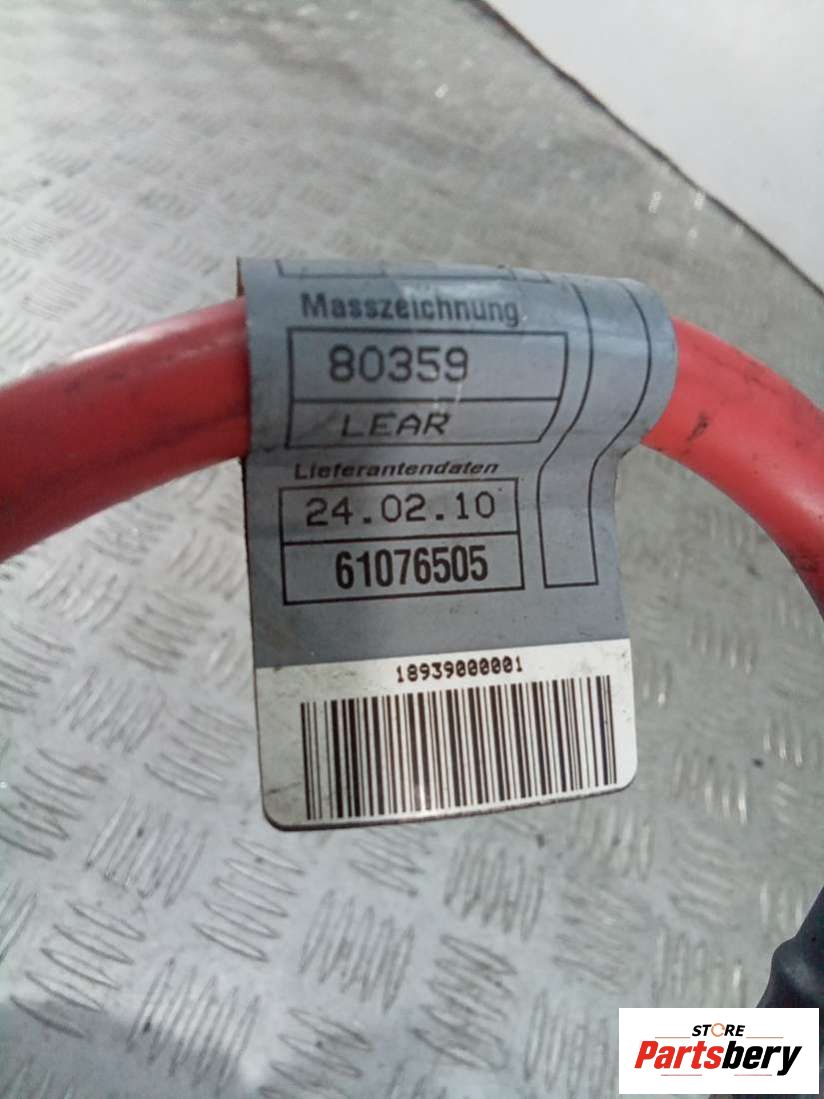 Masszeichnung
80359
LEAR
Lieferantendaten
24.02.10
61076505
18939000001
STORE
Partsbery